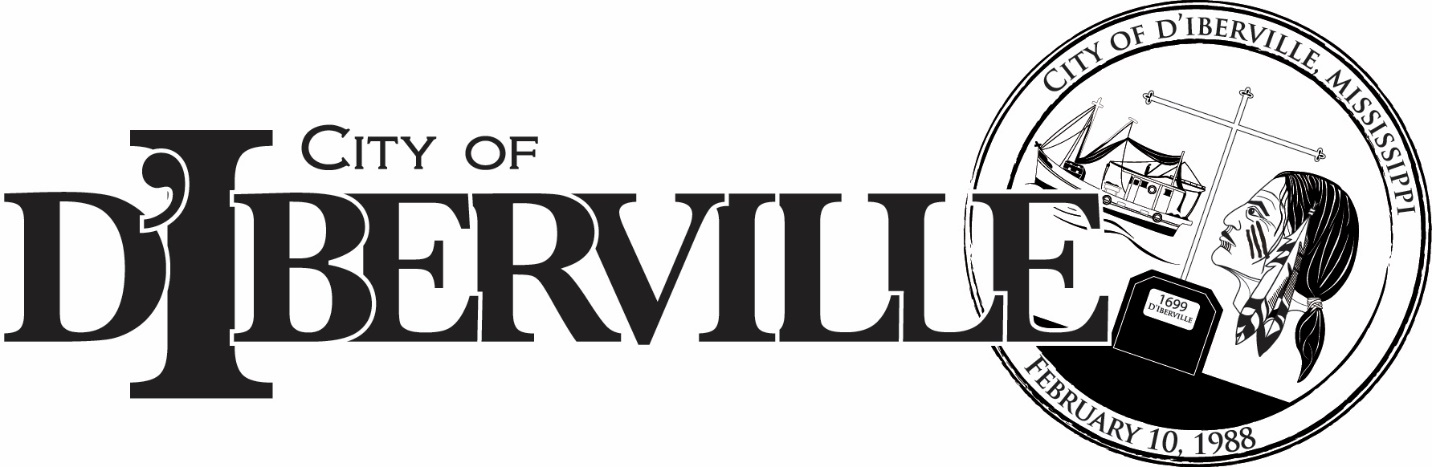 City of
D'Iberville
City of D'Iberville, Mississippi
1699
D'Iberville
February 10, 1988